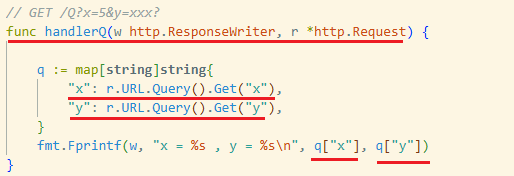 // GET /Q?x=5&y=xxx?
func handlerQ(w http.ResponseWriter, r *http.Request) {
q := map[string]string{
"x": r.URL.Query().Get("x"),
"y": r.URL.Query().Get("y"),
}
fmt.Fprintf(w, "x = %s , y = %s\n", q["x"], q["y"])
}